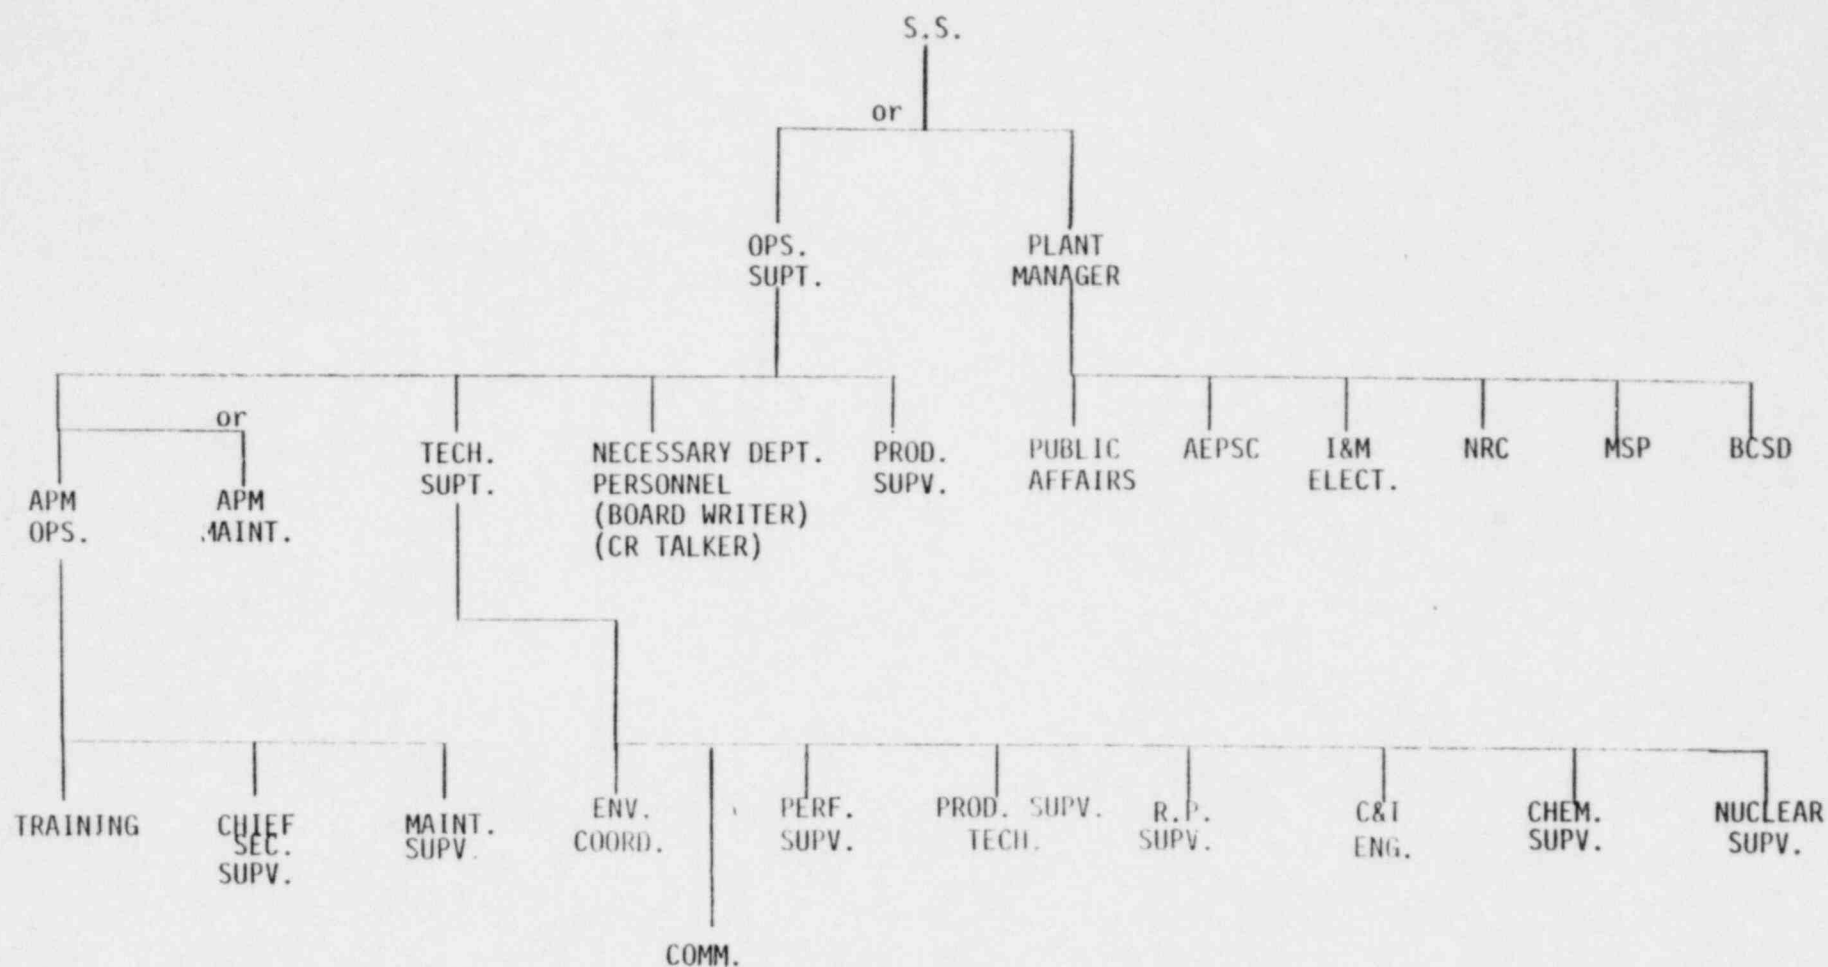 S.S.
or
OPS.
SUPT.
PLANT
MANAGER
or
APM
OPS.
APM
MAINT.
TECH.
SUPT.
NECESSARY DEPT.
PERSONNEL
(BOARD WRITER)
(CR TALKER)
PROD.
SUPV.
PUBLIC
AFFAIRS
AEPSC
I&M
ELECT.
NRC
MSP
BCSD
TRAINING
CHIEF
SEC.
SUPV.
MAINT.
SUPV.
ENV.
COORD.
COMM.
PERF.
SUPV.
PROD. SUPV.
TECH.
R.P.
SUPV.
C&I
ENG.
CHEM.
SUPV.
NUCLEAR
SUPV.